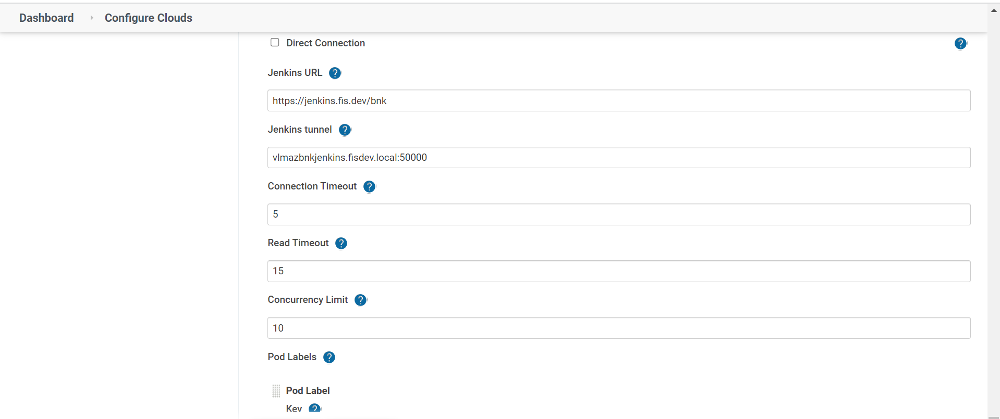 Dashboard Configure Clouds
Direct Connection ?
Jenkins URL ?
https://jenkins.fis.dev/bnk
Jenkins tunnel ?
vlmazbnkjenkins.fisdev.local:50000
Connection Timeout ?
5
Read Timeout ?
15
Concurrency Limit ?
10
Pod Labels ?
Pod Label
Key ?